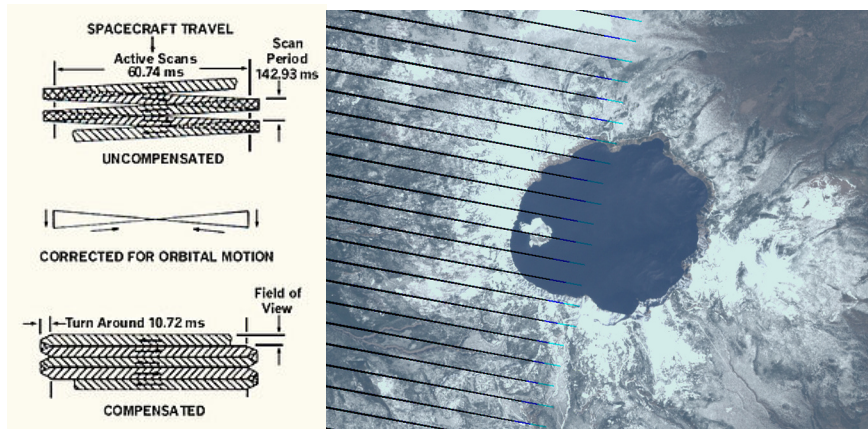 SPACECRAFT TRAVEL
Active Scans
60.74 ms
Scan
Period
142.93 ms
UNCOMPENSATED
CORRECTED FOR ORBITAL MOTION
Field of
View
Turn Around 10.72 ms
COMPENSATED